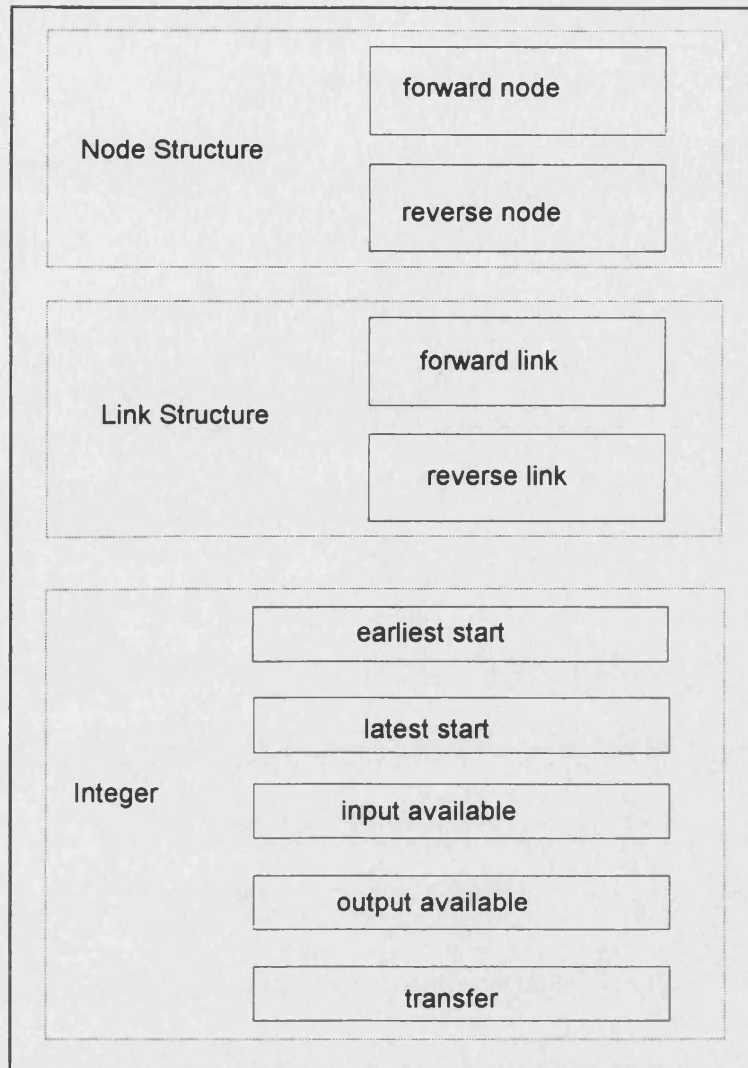 forward node
Node Structure
reverse node
forward link
Link Structure
reverse link
earliest start
latest start
Integer
input available
output available
transfer